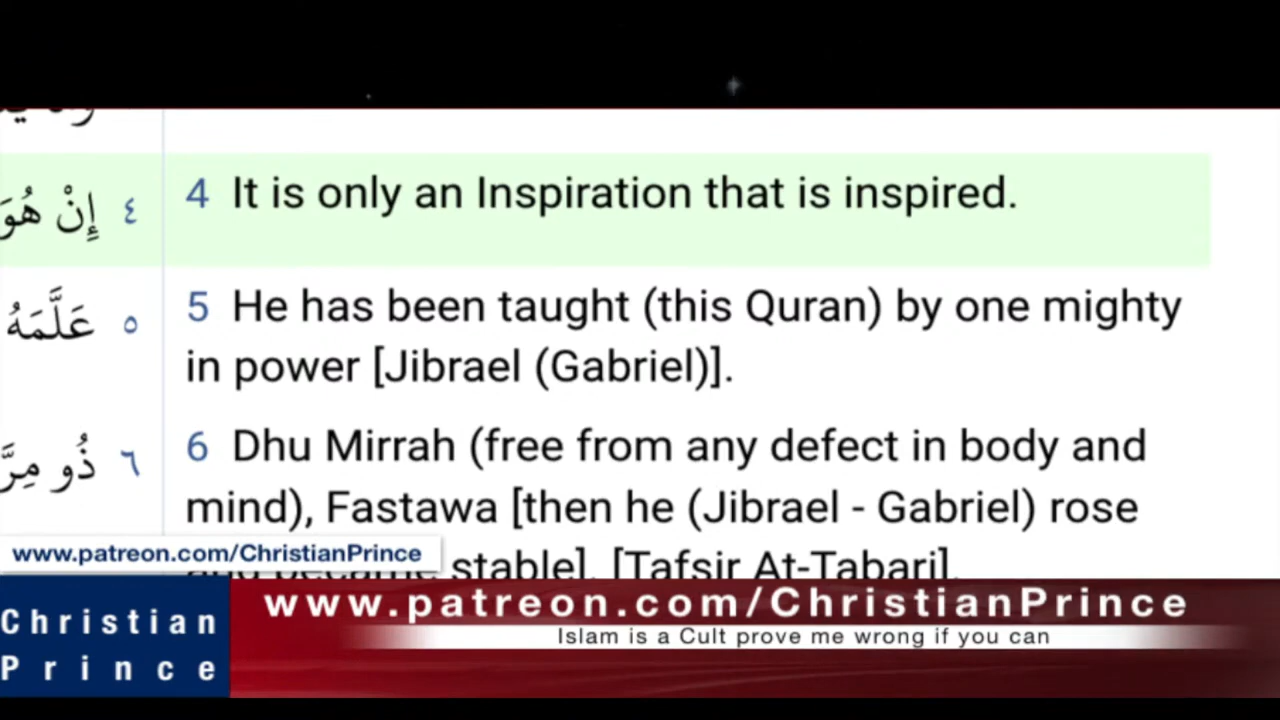 4 It is only an Inspiration that is inspired.
إِنْ هُوَ ٤
5 He has been taught (this Quran) by one mighty
in power [Jibrael (Gabriel)].
عَلَّمَهُ ٥
6 Dhu Mirrah (free from any defect in body and
mind), Fastawa [then he (Jibrael - Gabriel) rose
and became stable]. [Tafsir At-Tabari].
ذُو ٦
www.patreon.com/ChristianPrince
Christian
Prince
www.patreon.com/ChristianPrince
Islam is a Cult prove me wrong if you can